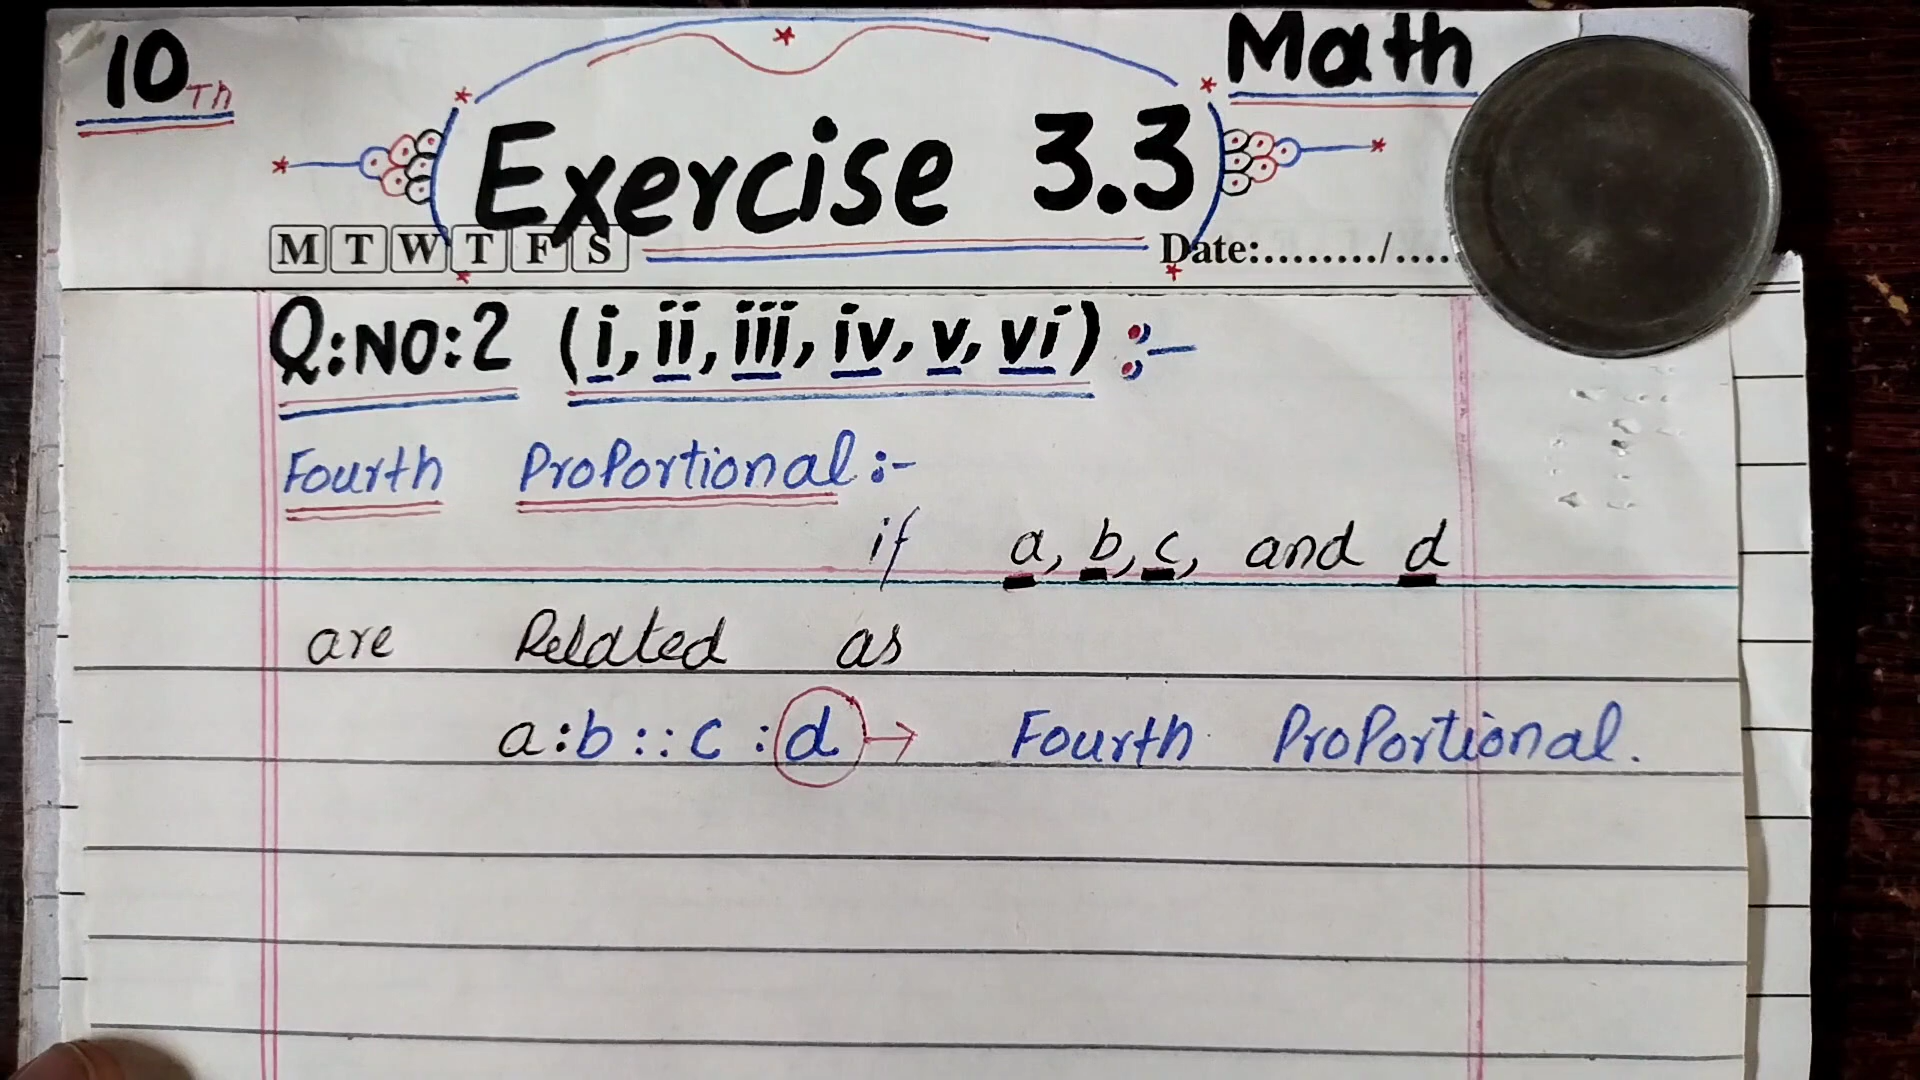 10Th
Math
Exercise 3.3
M T W T F S
Date:......../....
Q:NO:2 (i, ii, iii, iv, v, vi) :-
Fourth ProPortional:-
if a, b, c, and d
are Related as
a:b::c:d → Fourth ProPortional.